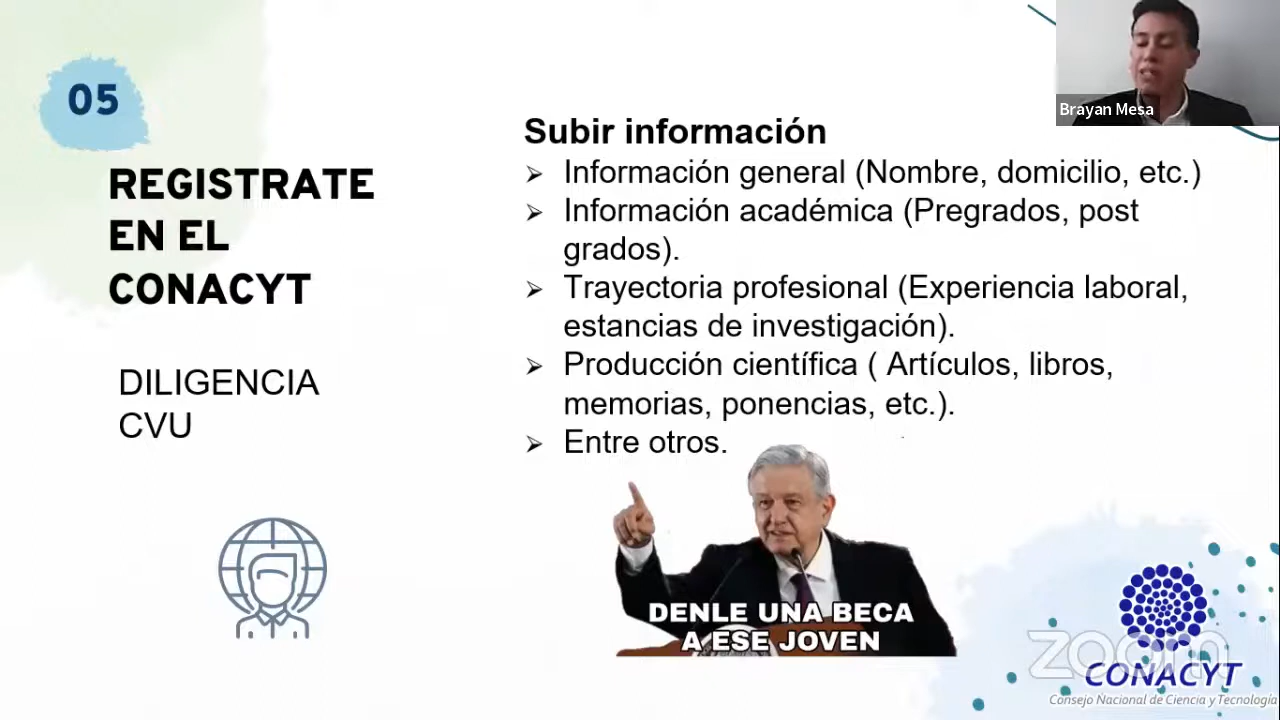 05
REGISTRATE
EN EL
CONACYT
DILIGENCIA
CVU
Subir información
Información general (Nombre, domicilio, etc.)
Información académica (Pregrados, post
grados).
Trayectoria profesional (Experiencia laboral,
estancias de investigación).
Producción científica ( Artículos, libros,
memorias, ponencias, etc.).
Entre otros.
DENLE UNA BECA
A ESE JOVEN
Brayan Mesa
zoom
CONACYT
Consejo Nacional de Ciencia y Tecnología